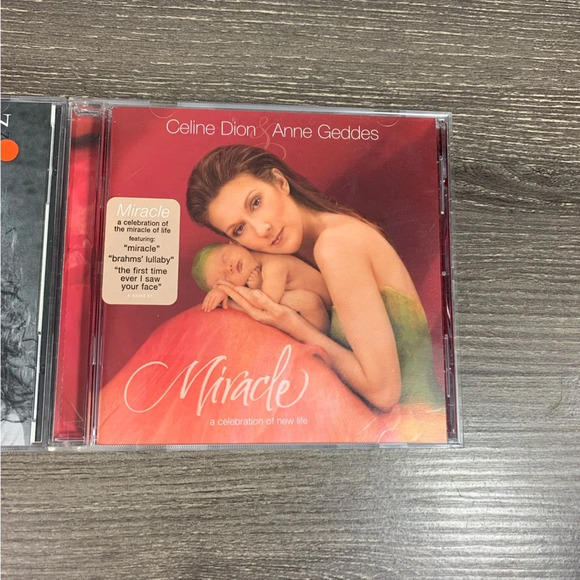 N
Celine Dion & Anne Geddes
Miracle
a celebration of
the miracle of life
featuring:
"miracle"
"brahms' lullaby"
"the first time
ever I saw
your face"
Miracle
a celebration of new life